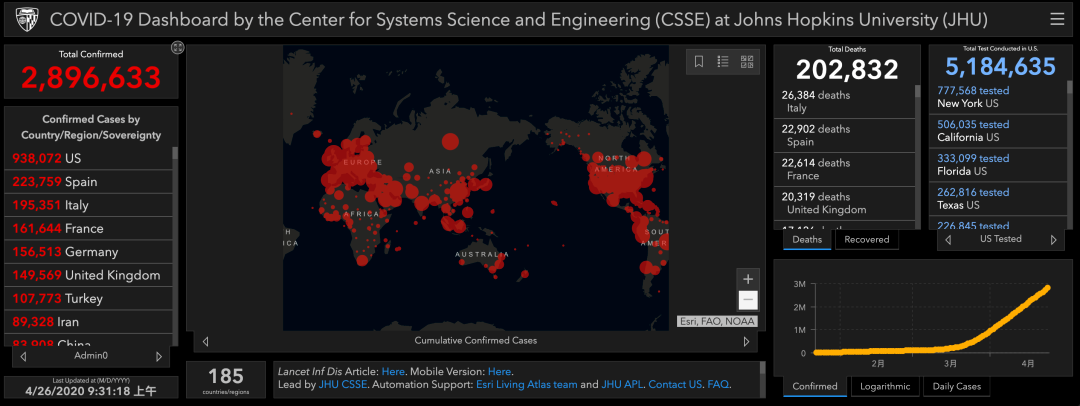 COVID-19 Dashboard by the Center for Systems Science and Engineering (CSSE) at Johns Hopkins University (JHU)
Total Confirmed
2,896,633
Confirmed Cases by
Country/Region/Sovereignty
938,072 US
223,759 Spain
195,351 Italy
161,644 France
156,513 Germany
149,569 United Kingdom
107,773 Turkey
89,328 Iran
83,908 China
Admin0
Last Updated at (M/D/YYYY)
4/26/2020 9:31:18 上午
EUROPE
ASIA
NORTH
AMERICA
AFRICA
AUSTRALIA
H
ICA
SOUT
AMER
Esri, FAO, NOAA
Cumulative Confirmed Cases
185
countries/regions
Lancet Inf Dis Article: Here. Mobile Version: Here.
Lead by JHU CSSE. Automation Support: Esri Living Atlas team and JHU APL. Contact US. FAQ.
Total Deaths
202,832
26,384 deaths
Italy
22,902 deaths
Spain
22,614 deaths
France
20,319 deaths
United Kingdom
Deaths
Recovered
Total Test Conducted in U.S.
5,184,635
777,568 tested
New York US
506,035 tested
California US
333,099 tested
Florida US
262,816 tested
Texas US
226,845 tested
US Tested
3M
2M
1M
0
2月
3月
4月
Confirmed
Logarithmic
Daily Cases